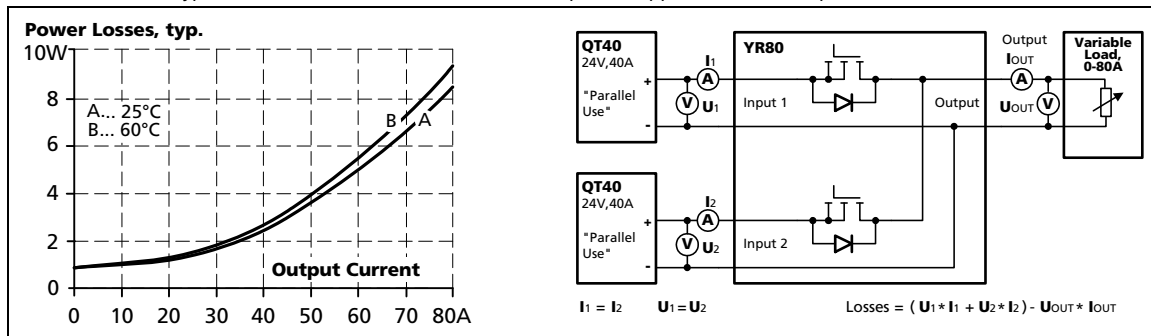 Power Losses, typ.
10W
8
6
4
2
0
A... 25°C
B... 60°C
B
A
Output Current
0 10 20 30 40 50 60 70 80A
QT40
24V,40A
"Parallel
Use"
+
-
I1
A
V
U1
YR80
Input 1
Output
Output
IOUT
A
UOUT
V
Variable
Load,
0-80A
QT40
24V,40A
"Parallel
Use"
+
-
I2
A
V
U2
Input 2
I1 = I2 U1=U2 Losses = ( U1* I1 + U2 * I2 ) - UOUT * IOUT